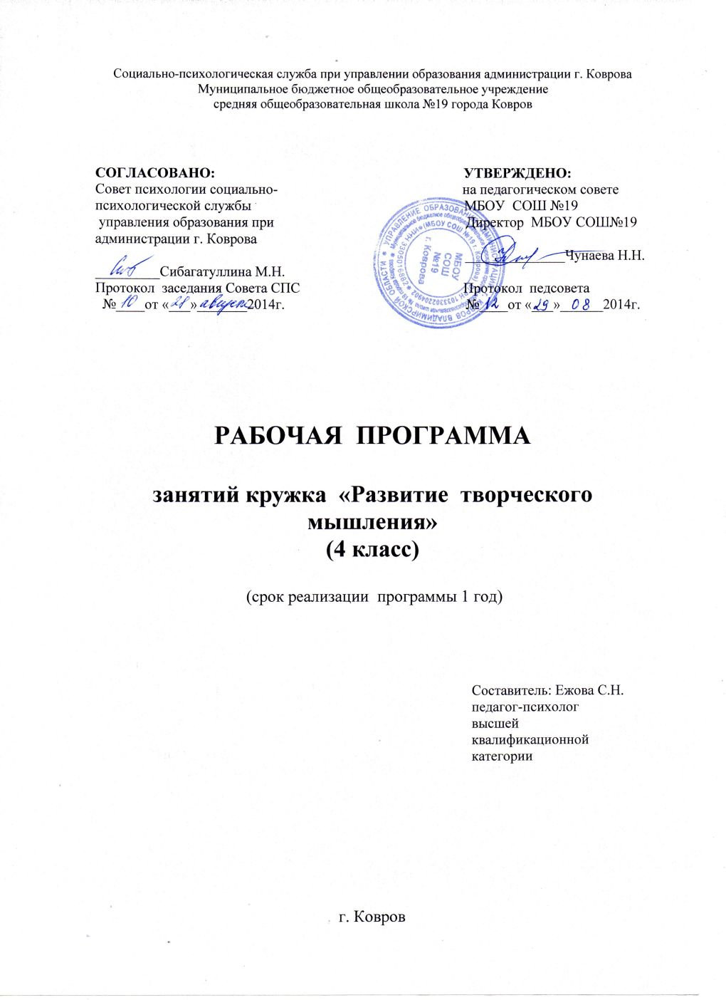 Социально-психологическая служба при управлении образования администрации г. Коврова
Муниципальное бюджетное общеобразовательное учреждение
средняя общеобразовательная школа №19 города Ковров
СОГЛАСОВАНО:
Совет психологии социально-
психологической службы
управления образования при
администрации г. Коврова
_________Сибагатуллина М.Н.
Протокол заседания Совета СПС
№ 10 от «28» августа 2014г.
УТВЕРЖДЕНО:
на педагогическом совете
МБОУ СОШ №19
Директор МБОУ СОШ№19
______________Чунаева Н.Н.
Протокол педсовета
№ 12 от «29» 08 2014г.
МБОУ
СОШ
№19
г. Коврова
РАБОЧАЯ ПРОГРАММА
занятий кружка «Развитие творческого
мышления»
(4 класс)
(срок реализации программы 1 год)
Составитель: Ежова С.Н.
педагог-психолог
высшей
квалификационной
категории
г. Ковров